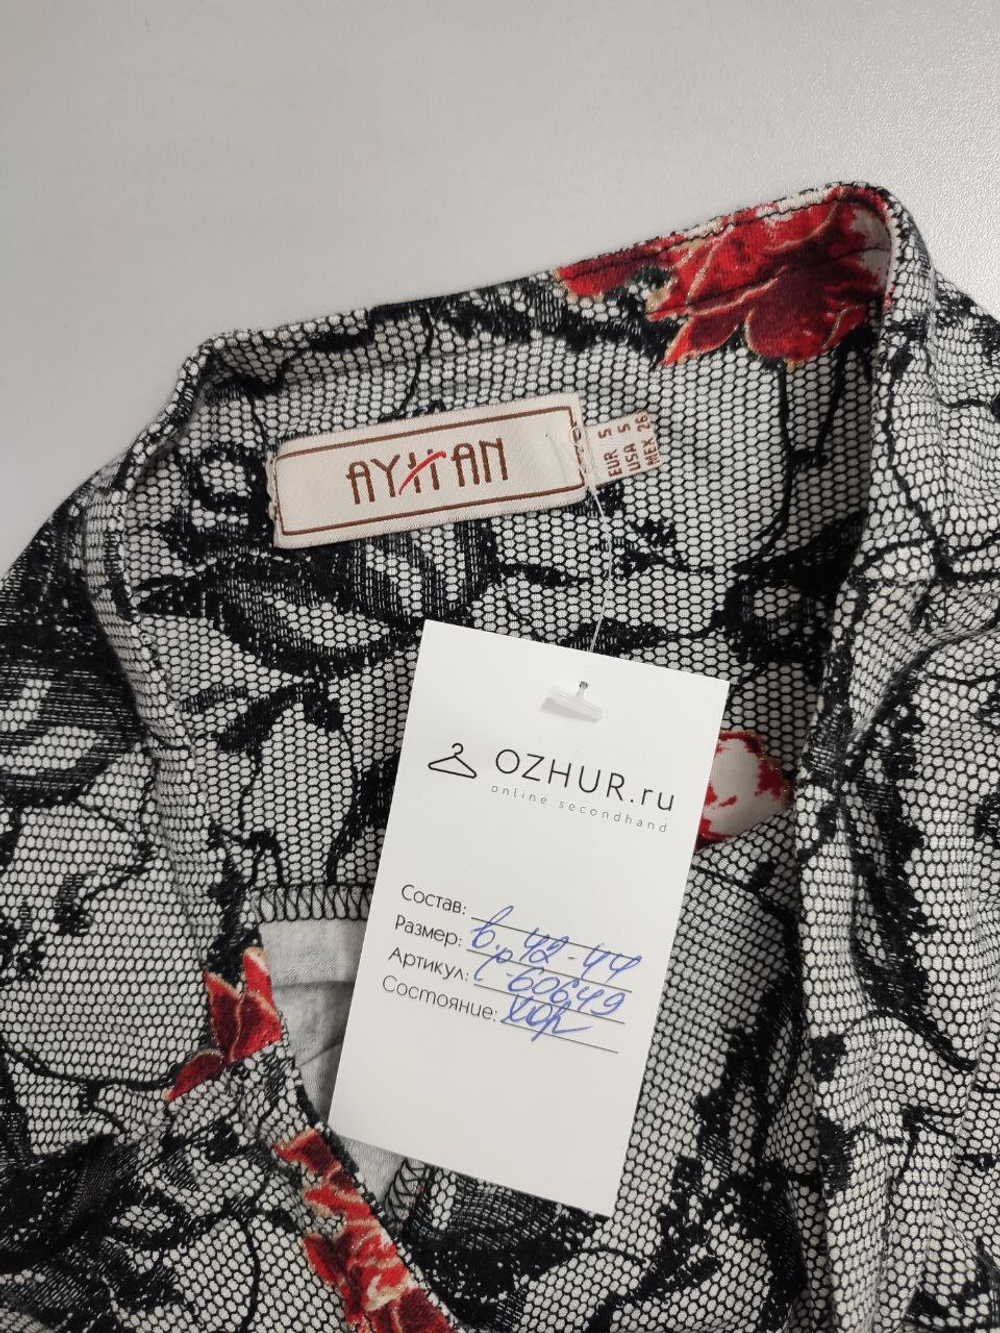 AYHAN
EUR S
USA S
MEX 26
OZHUR.ru
online secondhand
Состав:
Размер: в.р 42-44
Артикул: С-60649
Состояние: хор